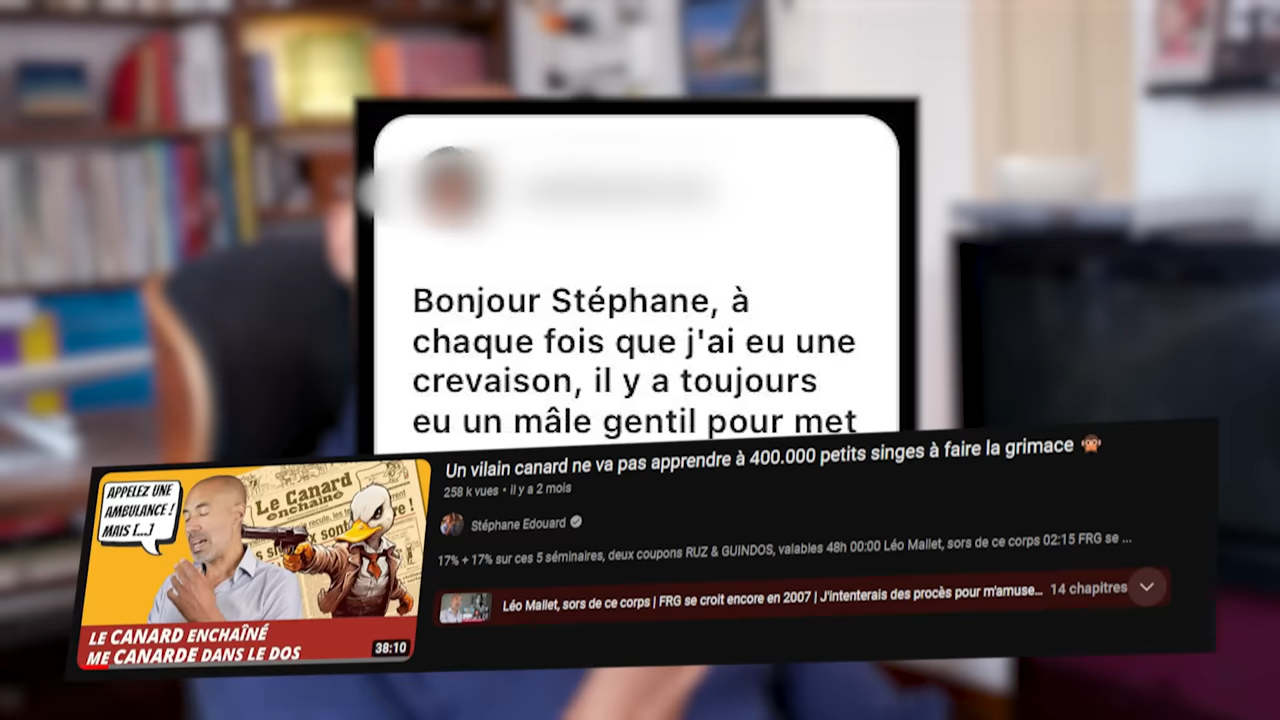 Bonjour Stéphane, à
chaque fois que j'ai eu une
crevaison, il y a toujours
eu un mâle gentil pour met
Un vilain canard ne va pas apprendre à 400.000 petits singes à faire la grimace 🙊
258 k vues • il y a 2 mois
Stéphane Edouard
17% + 17% sur ces 5 séminaires, deux coupons RUZ & GUINDOS, valables 48h 00:00 Léo Mallet, sors de ce corps 02:15 FRG se ...
Léo Mallet, sors de ce corps | FRG se croit encore en 2007 | J'intenterais des procès pour m'amuse... 14 chapitres
APPELEZ UNE
AMBULANCE !
MAIS [...]
Le Canard
enchaîné
LE CANARD ENCHAÎNÉ
ME CANARDE DANS LE DOS
38:10